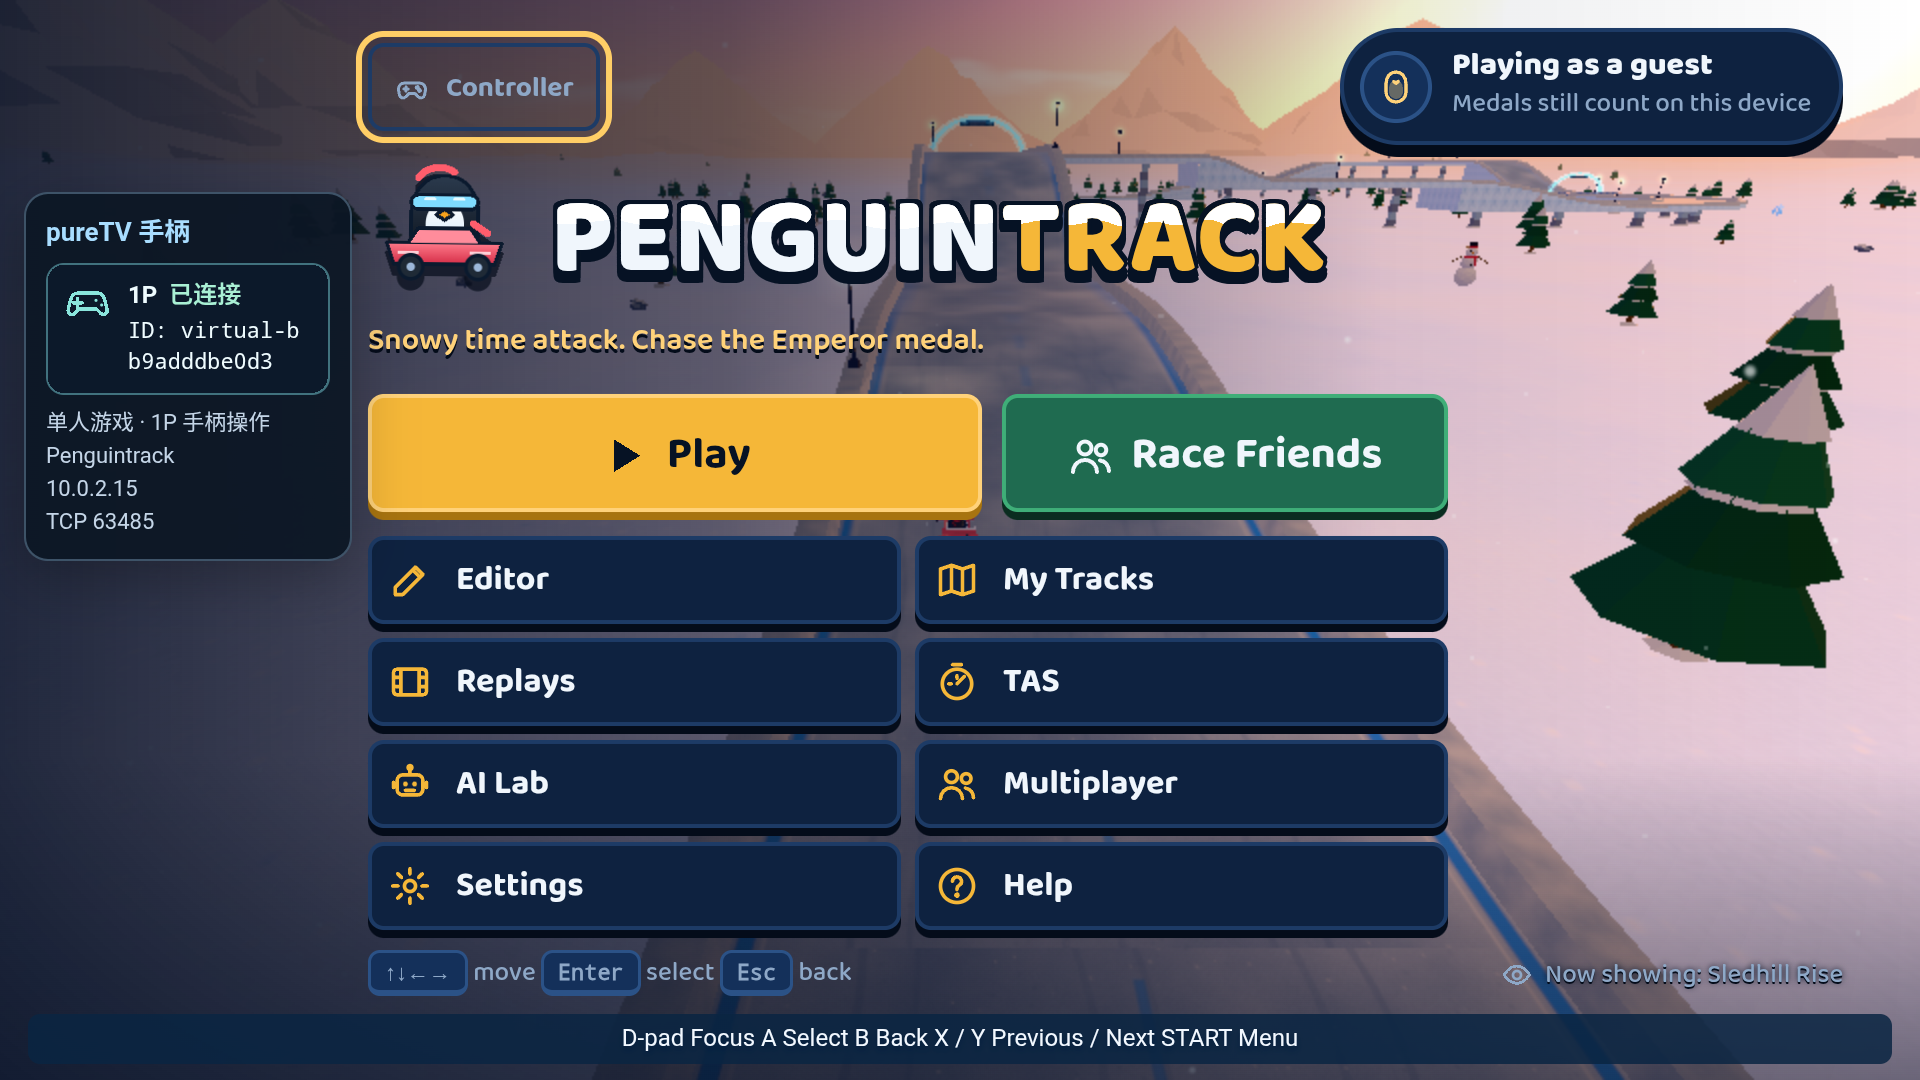 Controller
Playing as a guest
Medals still count on this device
pureTV 手柄
1P 已连接
ID: virtual-b
b9adddbe0d3
单人游戏 · 1P 手柄操作
Penguintrack
10.0.2.15
TCP 63485
PENGUINTRACK
Snowy time attack. Chase the Emperor medal.
Play
Race Friends
Editor
My Tracks
Replays
TAS
AI Lab
Multiplayer
Settings
Help
↑↓←→ move Enter select Esc back
Now showing: Sledhill Rise
D-pad Focus A Select B Back X / Y Previous / Next START Menu